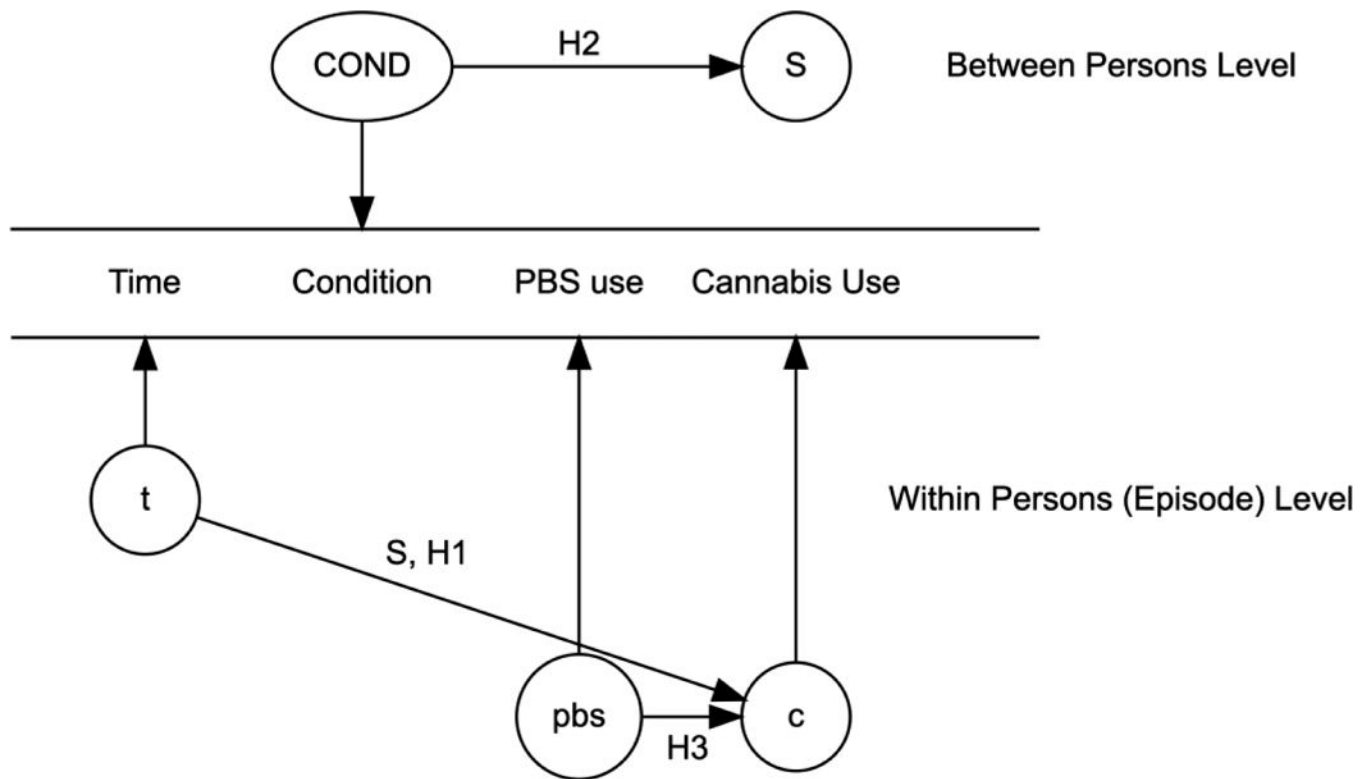 COND
H2
S
Between Persons Level
Time
Condition
PBS use
Cannabis Use
t
Within Persons (Episode) Level
S, H1
pbs
H3
c